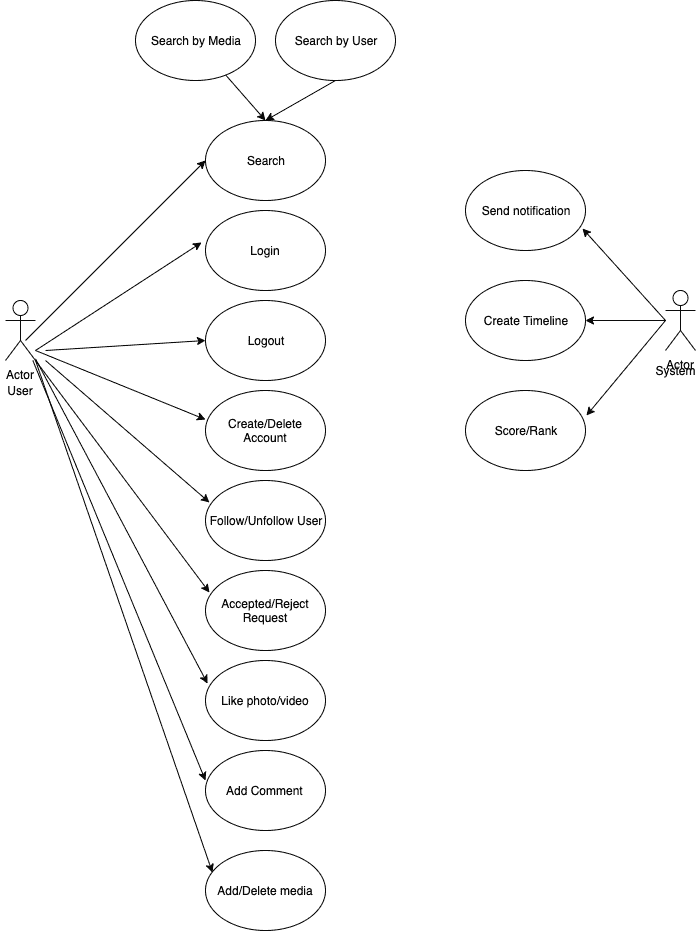 Search by Media
Search by User
Search
Login
Logout
Create/Delete
Account
Follow/Unfollow User
Accepted/Reject
Request
Like photo/video
Add Comment
Add/Delete media
Actor
User
Send notification
Create Timeline
Score/Rank
Actor
System